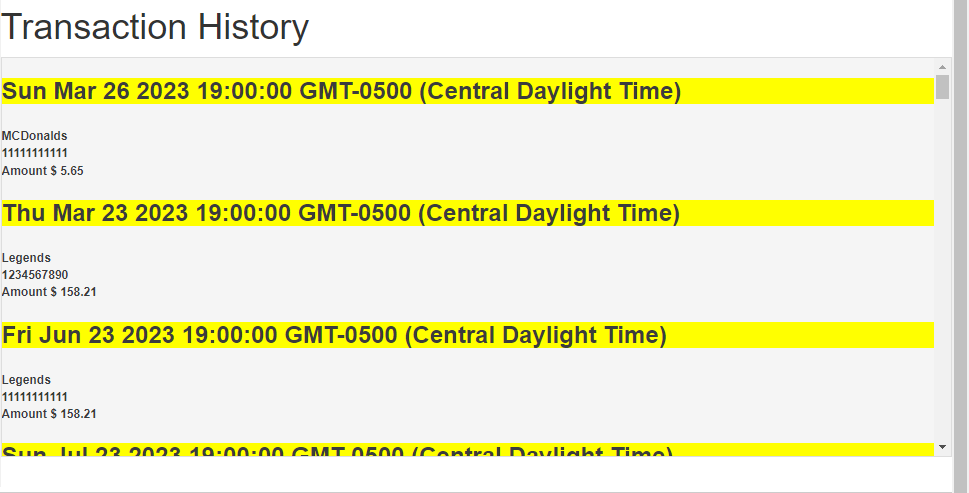 Transaction History
Sun Mar 26 2023 19:00:00 GMT-0500 (Central Daylight Time)
MCDonalds
11111111111
Amount $ 5.65
Thu Mar 23 2023 19:00:00 GMT-0500 (Central Daylight Time)
Legends
1234567890
Amount $ 158.21
Fri Jun 23 2023 19:00:00 GMT-0500 (Central Daylight Time)
Legends
11111111111
Amount $ 158.21
Sun Jul 23 2023 19:00:00 GMT-0500 (Central Daylight Time)